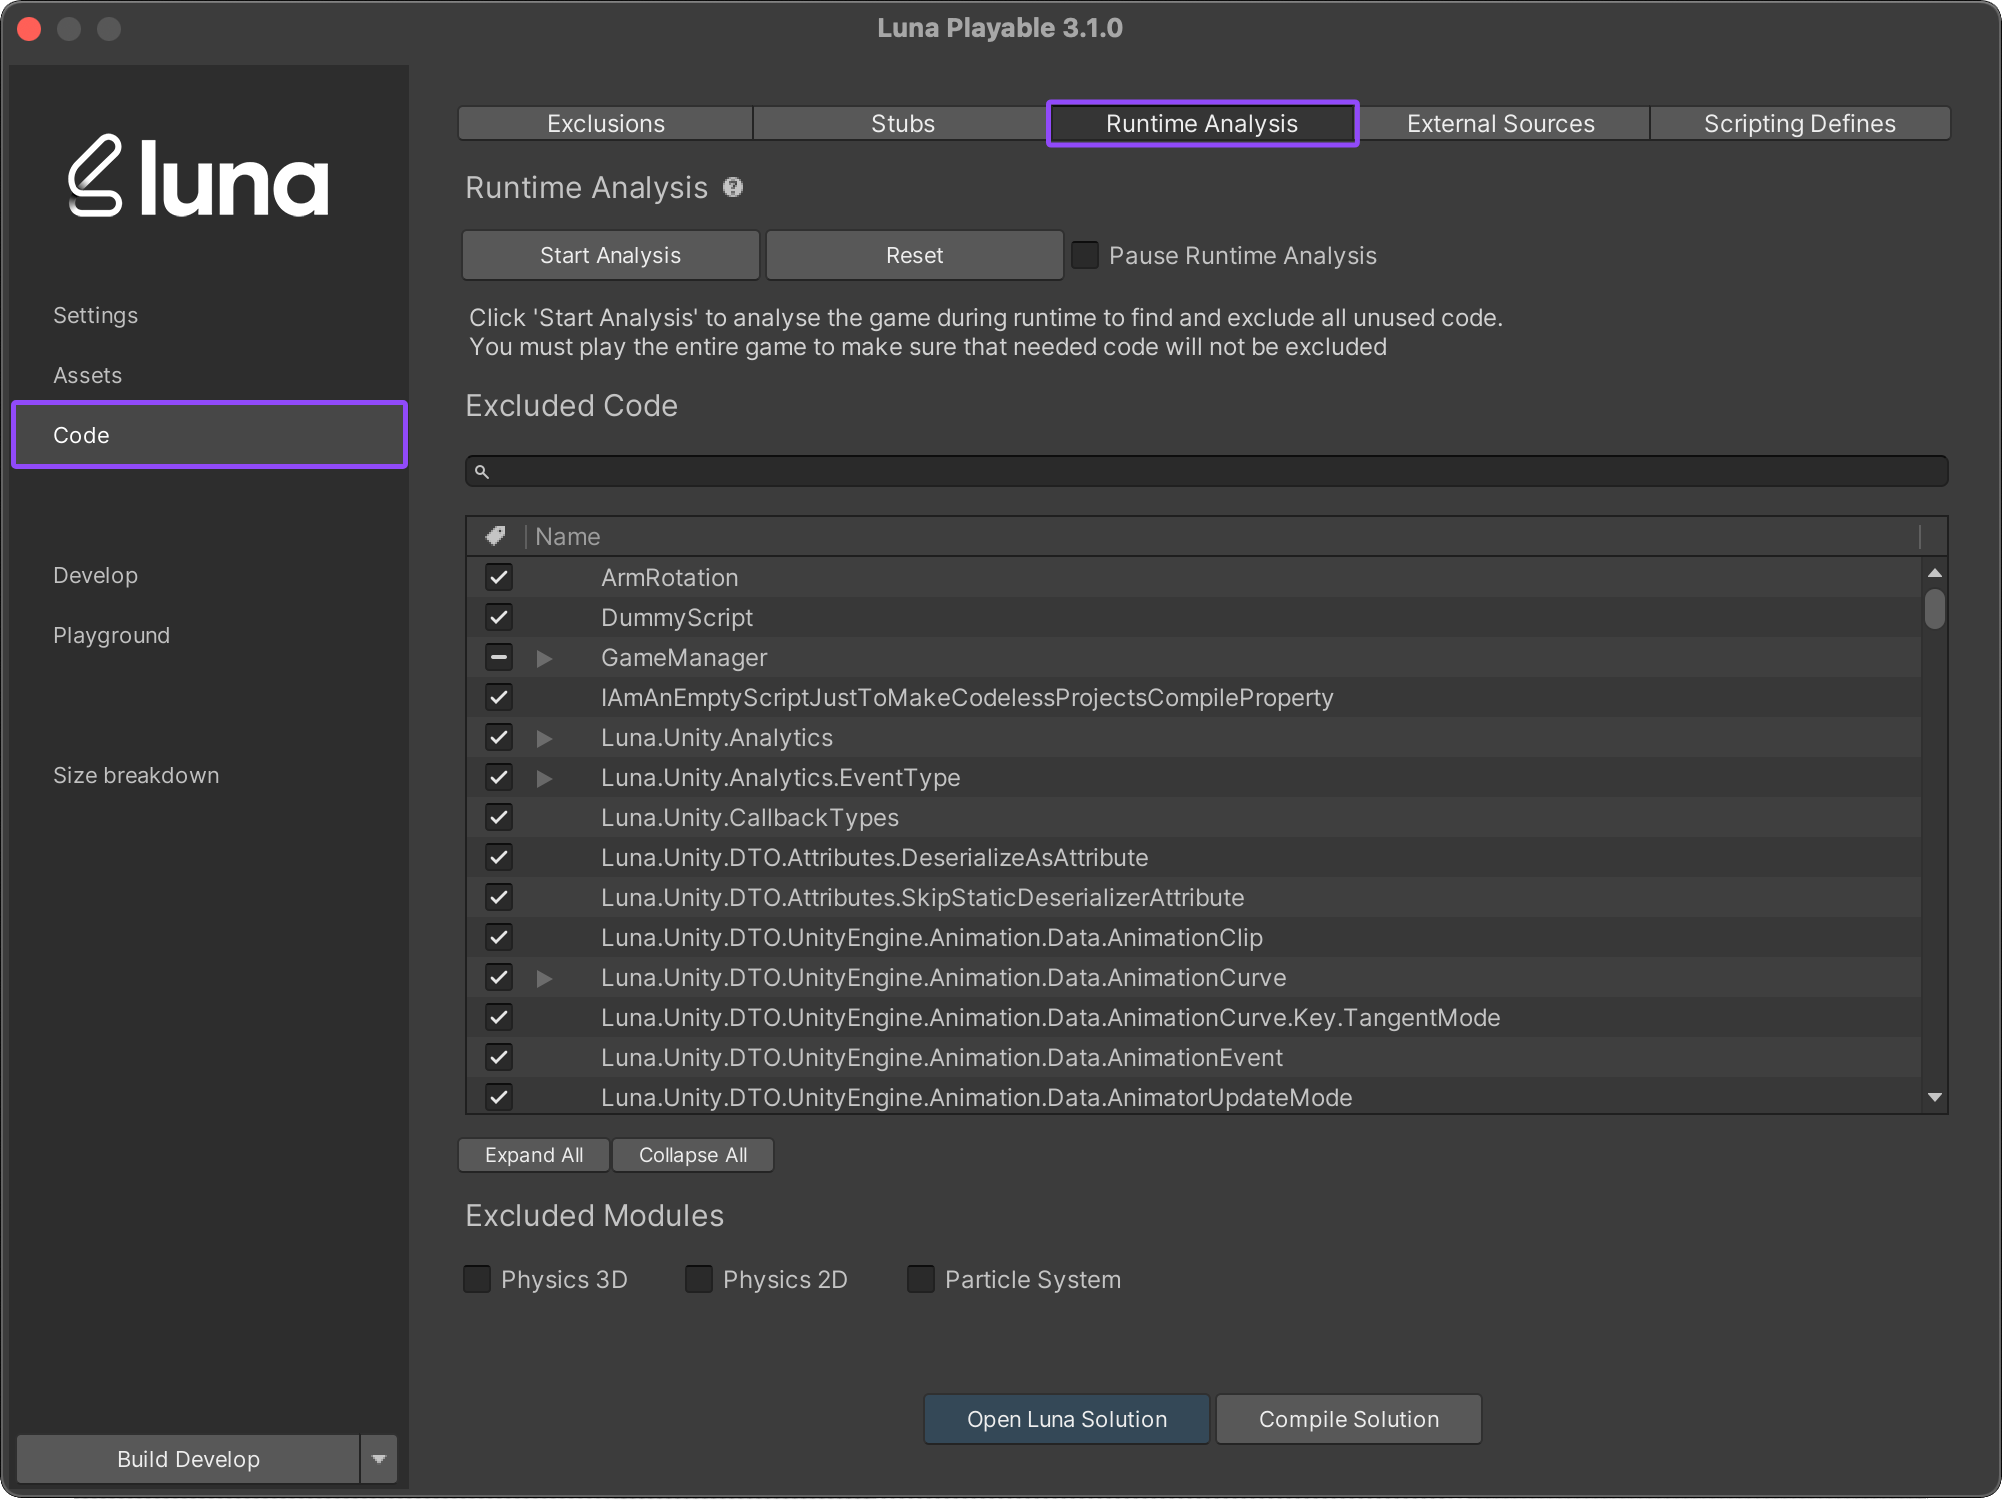 Luna Playable 3.1.0
luna
Settings
Assets
Code
Develop
Playground
Size breakdown
Build Develop
Exclusions
Stubs
Runtime Analysis
External Sources
Scripting Defines
Runtime Analysis
Start Analysis
Reset
Pause Runtime Analysis
Click 'Start Analysis' to analyse the game during runtime to find and exclude all unused code.
You must play the entire game to make sure that needed code will not be excluded
Excluded Code
Name
ArmRotation
DummyScript
GameManager
IAmAnEmptyScriptJustToMakeCodelessProjectsCompileProperty
Luna.Unity.Analytics
Luna.Unity.Analytics.EventType
Luna.Unity.CallbackTypes
Luna.Unity.DTO.Attributes.DeserializeAsAttribute
Luna.Unity.DTO.Attributes.SkipStaticDeserializerAttribute
Luna.Unity.DTO.UnityEngine.Animation.Data.AnimationClip
Luna.Unity.DTO.UnityEngine.Animation.Data.AnimationCurve
Luna.Unity.DTO.UnityEngine.Animation.Data.AnimationCurve.Key.TangentMode
Luna.Unity.DTO.UnityEngine.Animation.Data.AnimationEvent
Luna.Unity.DTO.UnityEngine.Animation.Data.AnimatorUpdateMode
Expand All
Collapse All
Excluded Modules
Physics 3D
Physics 2D
Particle System
Open Luna Solution
Compile Solution